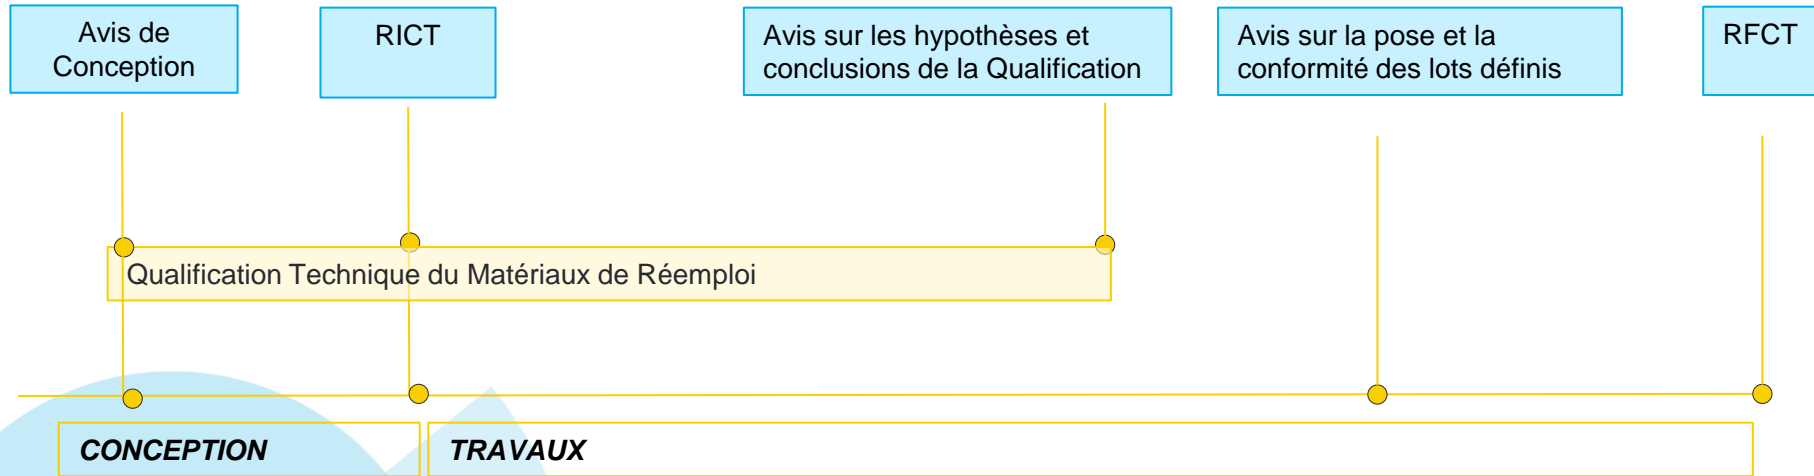 Avis de
Conception
RICT
Avis sur les hypothèses et
conclusions de la Qualification
Avis sur la pose et la
conformité des lots définis
RFCT
Qualification Technique du Matériaux de Réemploi
CONCEPTION
TRAVAUX